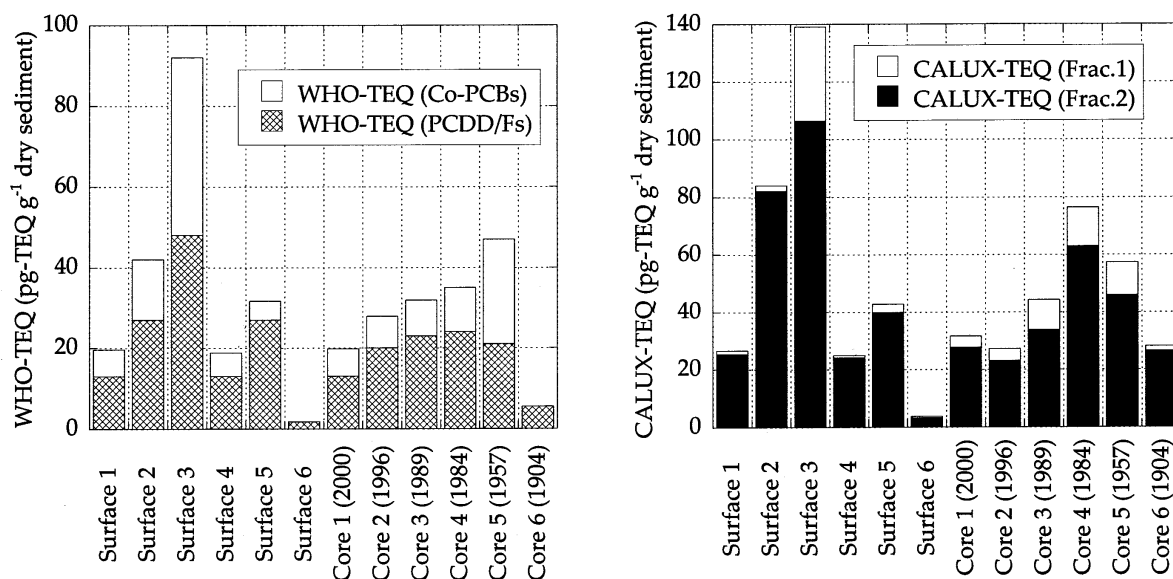 WHO-TEQ (pg-TEQ g⁻¹ dry sediment)
100
80
60
40
20
0
WHO-TEQ (Co-PCBs)
WHO-TEQ (PCDD/Fs)
Surface 1
Surface 2
Surface 3
Surface 4
Surface 5
Surface 6
Core 1 (2000)
Core 2 (1996)
Core 3 (1989)
Core 4 (1984)
Core 5 (1957)
Core 6 (1904)
CALUX-TEQ (pg-TEQ g⁻¹ dry sediment)
140
120
100
80
60
40
20
0
CALUX-TEQ (Frac.1)
CALUX-TEQ (Frac.2)
Surface 1
Surface 2
Surface 3
Surface 4
Surface 5
Surface 6
Core 1 (2000)
Core 2 (1996)
Core 3 (1989)
Core 4 (1984)
Core 5 (1957)
Core 6 (1904)